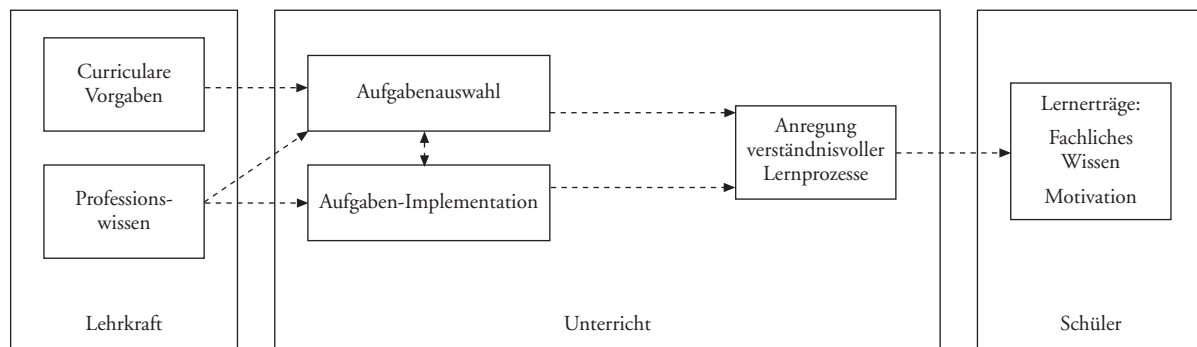 Curriculare
Vorgaben
Professions-
wissen
Lehrkraft
Aufgabenauswahl
Aufgaben-Implementation
Anregung
verständnisvoller
Lernprozesse
Unterricht
Lernerträge:
Fachliches
Wissen
Motivation
Schüler